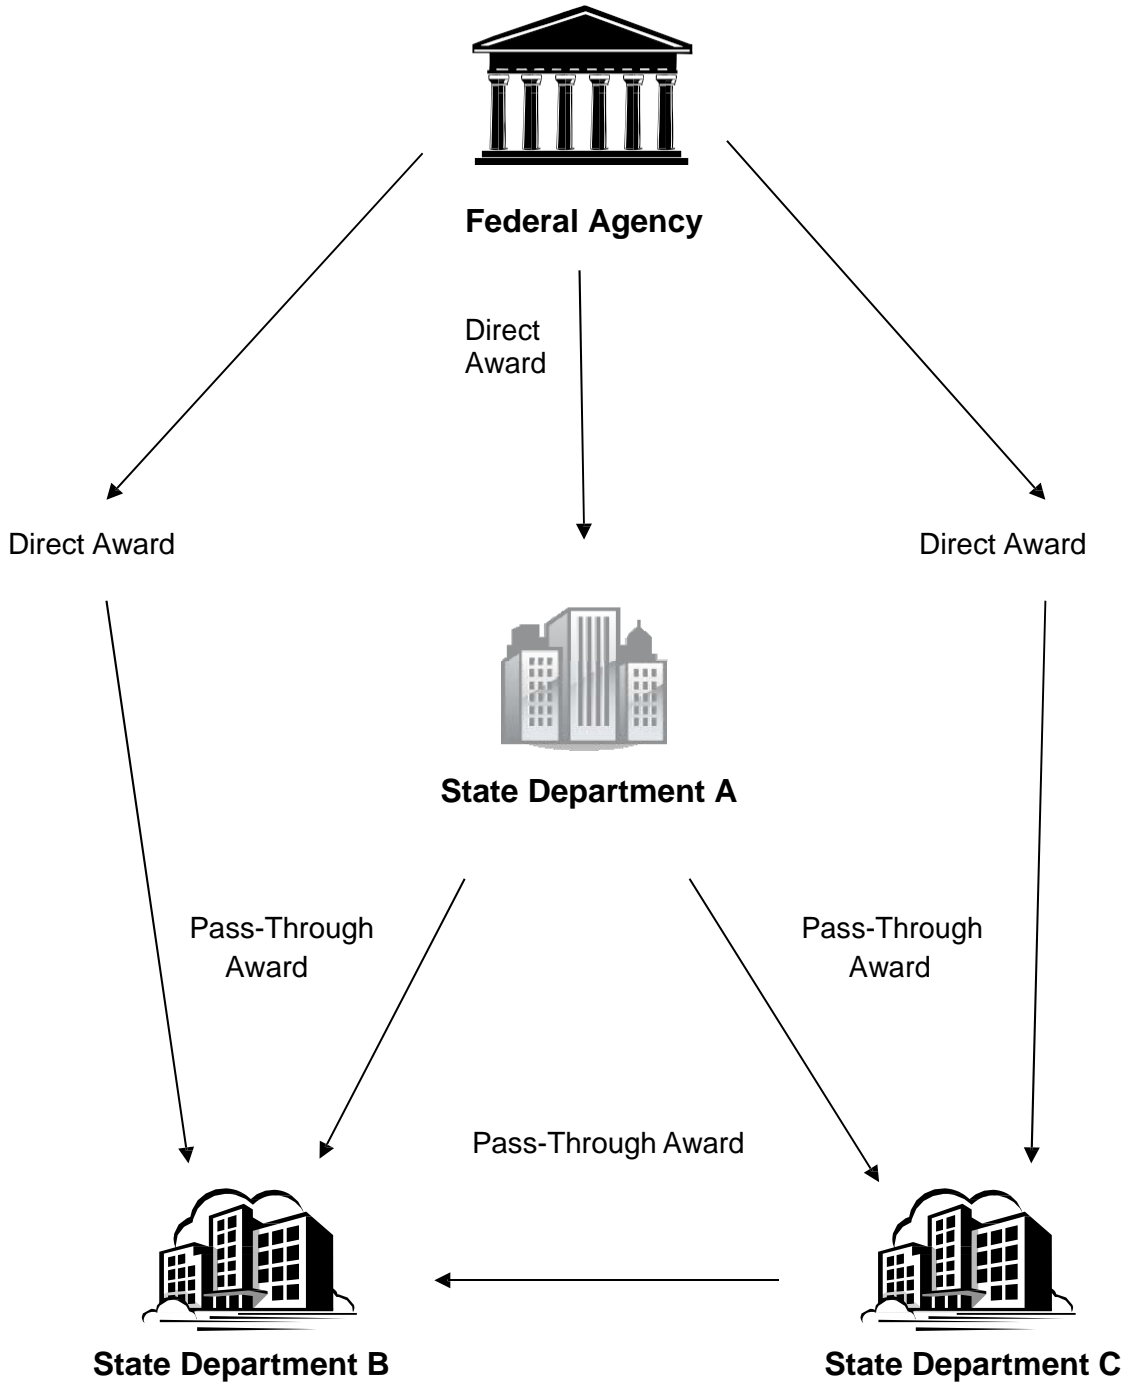 Federal Agency
Direct
Award
Direct Award
Direct Award
State Department A
Pass-Through
Award
Pass-Through
Award
Pass-Through Award
State Department B
State Department C